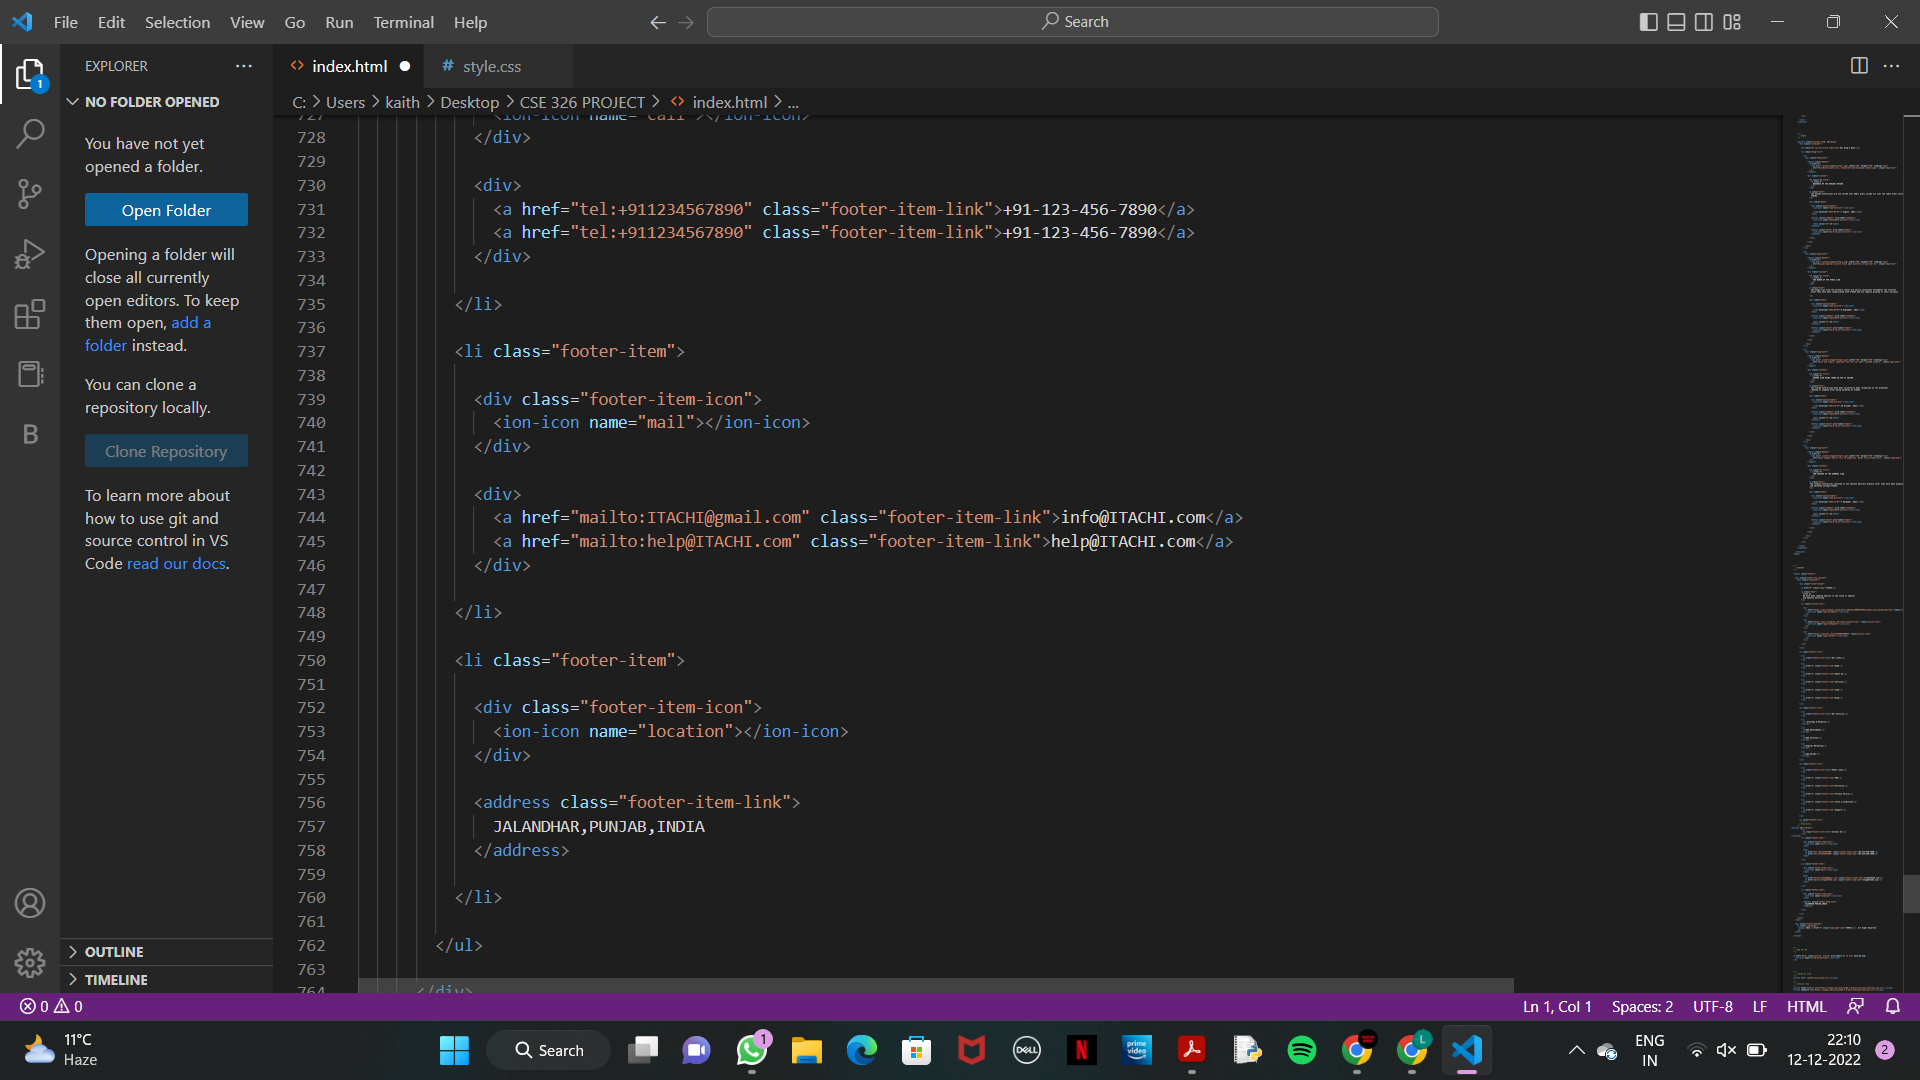 File Edit Selection View Go Run Terminal Help
Search
EXPLORER
index.html
# style.css
NO FOLDER OPENED
C: > Users > kaith > Desktop > CSE 326 PROJECT > index.html > ...
You have not yet
opened a folder.
Open Folder
Opening a folder will
close all currently
open editors. To keep
them open, add a
folder instead.
You can clone a
repository locally.
Clone Repository
To learn more about
how to use git and
source control in VS
Code read our docs.
OUTLINE
TIMELINE
727 <ion-icon name="call"></ion-icon>
728 </div>
729
730 <div>
731 <a href="tel:+911234567890" class="footer-item-link">+91-123-456-7890</a>
732 <a href="tel:+911234567890" class="footer-item-link">+91-123-456-7890</a>
733 </div>
734
735 </li>
736
737 <li class="footer-item">
738
739 <div class="footer-item-icon">
740 <ion-icon name="mail"></ion-icon>
741 </div>
742
743 <div>
744 <a href="mailto:ITACHI@gmail.com" class="footer-item-link">info@ITACHI.com</a>
745 <a href="mailto:help@ITACHI.com" class="footer-item-link">help@ITACHI.com</a>
746 </div>
747
748 </li>
749
750 <li class="footer-item">
751
752 <div class="footer-item-icon">
753 <ion-icon name="location"></ion-icon>
754 </div>
755
756 <address class="footer-item-link">
757 JALANDHAR,PUNJAB,INDIA
758 </address>
759
760 </li>
761
762 </ul>
763
764 </div>
0 0
Ln 1, Col 1 Spaces: 2 UTF-8 LF HTML
11°C
Haze
Search
DELL
N
prime
video
L
1
ENG
IN
22:10
12-12-2022
2